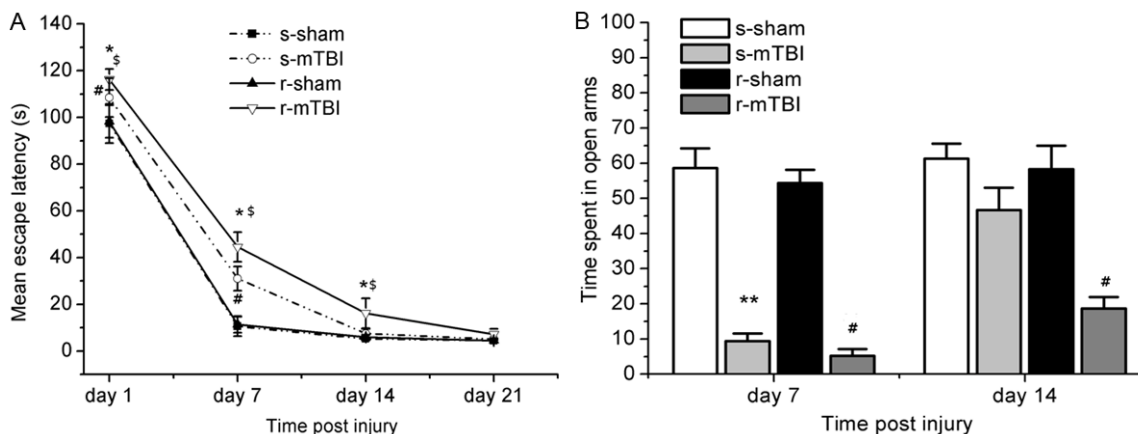 A
Mean escape latency (s)
140
120
100
80
60
40
20
0
s-sham
s-mTBI
r-sham
r-mTBI
* $
#
* $
#
* $
day 1 day 7 day 14 day 21
Time post injury
B
Time spent in open arms
100
90
80
70
60
50
40
30
20
10
0
s-sham
s-mTBI
r-sham
r-mTBI
**
#
#
day 7 day 14
Time post injury